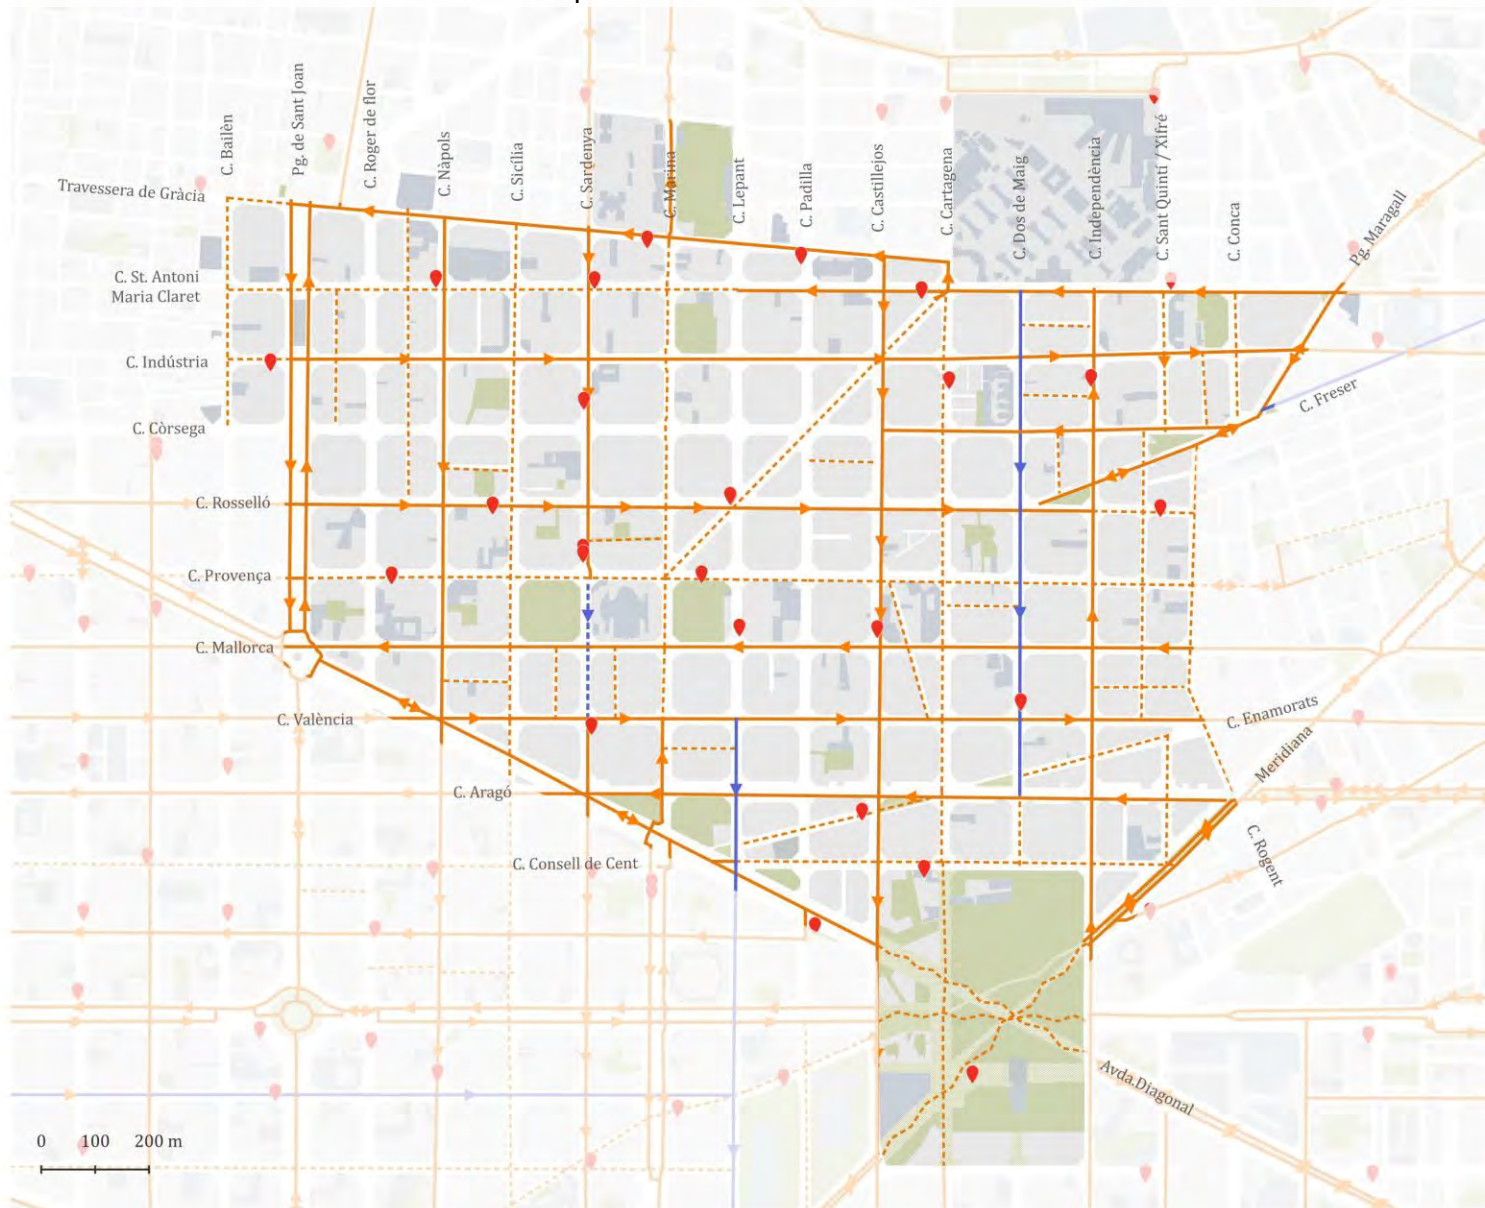 C. Bailèn
Pg. de Sant Joan
C. Roger de flor
C. Nàpols
C. Sicília
C. Sardenya
C. Marina
C. Lepant
C. Padilla
C. Castillejos
C. Cartagena
C. Dos de Maig
C. Independència
C. Sant Quintí / Xifré
C. Conca
Pg. Maragall
Travessera de Gràcia
C. St. Antoni
Maria Claret
C. Indústria
C. Freser
C. Còrsega
C. Rosselló
C. Provença
C. Mallorca
C. València
C. Enamorats
Meridiana
C. Aragó
C. Rogent
C. Consell de Cent
Avda.Diagonal
0 100 200 m